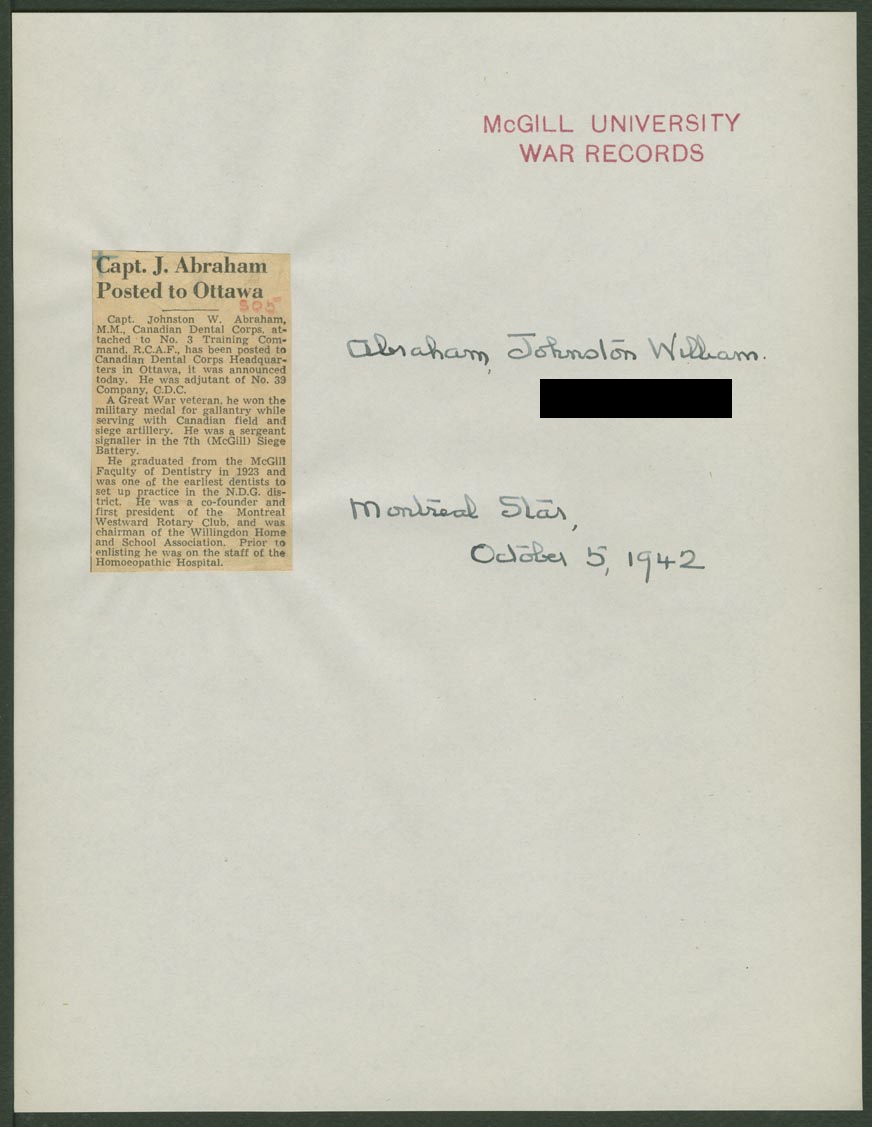 McGILL UNIVERSITY
WAR RECORDS
Capt. J. Abraham
Posted to Ottawa
S05
Capt. Johnston W. Abraham,
M.M., Canadian Dental Corps, at-
tached to No. 3 Training Com-
mand, R.C.A.F., has been posted to
Canadian Dental Corps Headquar-
ters in Ottawa, it was announced
today. He was adjutant of No. 39
Company, C.D.C.
A Great War veteran, he won the
military medal for gallantry while
serving with Canadian field and
siege artillery. He was a sergeant
signaller in the 7th (McGill) Siege
Battery.
He graduated from the McGill
Faculty of Dentistry in 1923 and
was one of the earliest dentists to
set up practice in the N.D.G. dis-
trict. He was a co-founder and
first president of the Montreal
Westward Rotary Club, and was
chairman of the Willingdon Home
and School Association. Prior to
enlisting he was on the staff of the
Homoeopathic Hospital.
Abraham, Johnston William.
Montreal Star,
October 5, 1942